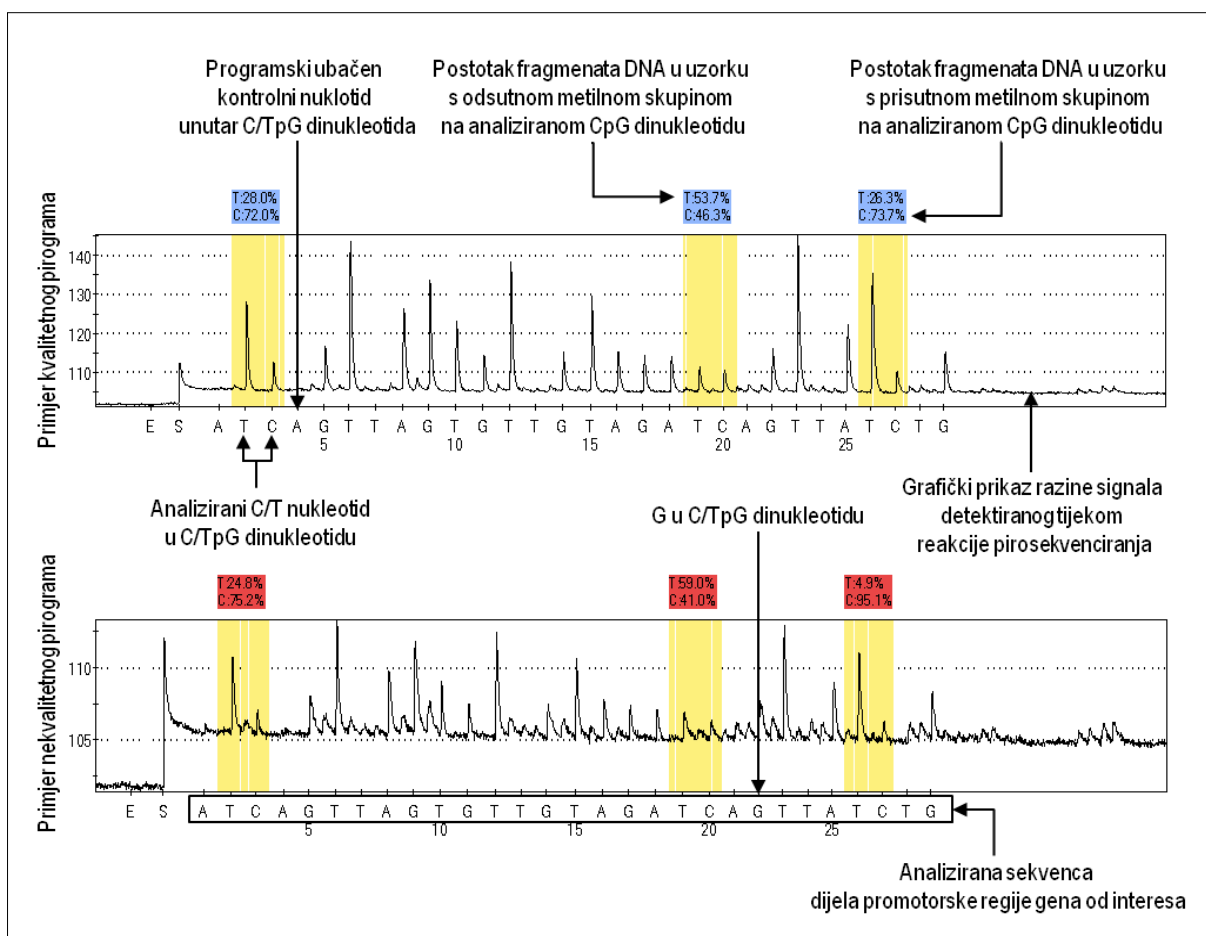 Programski ubačen
kontrolni nuklotid
unutar C/TpG dinukleotida
Postotak fragmenata DNA u uzorku
s odsutnom metilnom skupinom
na analiziranom CpG dinukleotidu
Postotak fragmenata DNA u uzorku
s prisutnom metilnom skupinom
na analiziranom CpG dinukleotidu
Primjer kvalitetnog pirograma
T:28.0%
C:72.0%
T:53.7%
C:46.3%
T:26.3%
C:73.7%
140
130
120
110
E S A T C A G T T A G T G T T G T A G A T C A G T T A T C T G
5 10 15 20 25
Analizirani C/T nukleotid
u C/TpG dinukleotidu
G u C/TpG dinukleotidu
Grafički prikaz razine signala
detektiranog tijekom
reakcije pirosekvenciranja
Primjer nekvalitetnog pirograma
T:24.8%
C:75.2%
T:59.0%
C:41.0%
T:4.9%
C:95.1%
110
105
E S A T C A G T T A G T G T T G T A G A T C A G T T A T C T G
5 10 15 20 25
Analizirana sekvenca
dijela promotorske regije gena od interesa